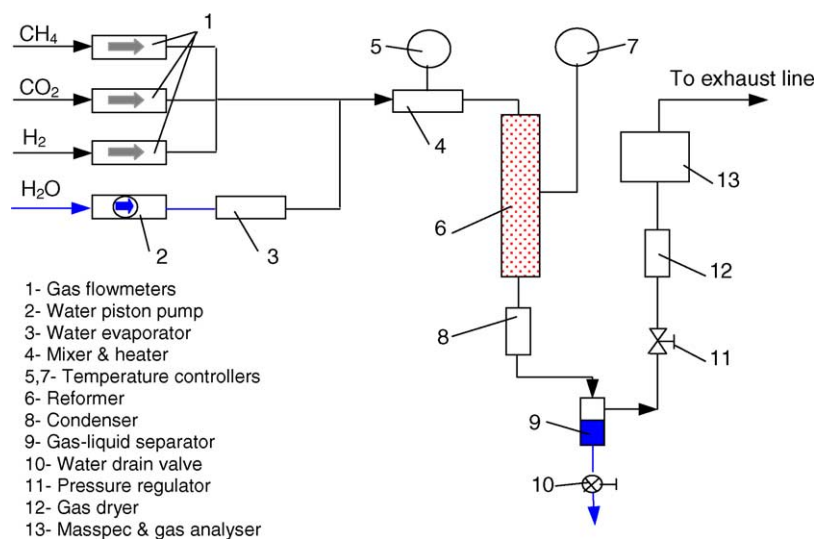 CH₄
1
5
7
To exhaust line
CO₂
4
H₂
13
H₂O
6
12
2
3
8
11
9
10
1- Gas flowmeters
2- Water piston pump
3- Water evaporator
4- Mixer & heater
5,7- Temperature controllers
6- Reformer
8- Condenser
9- Gas-liquid separator
10- Water drain valve
11- Pressure regulator
12- Gas dryer
13- Masspec & gas analyser